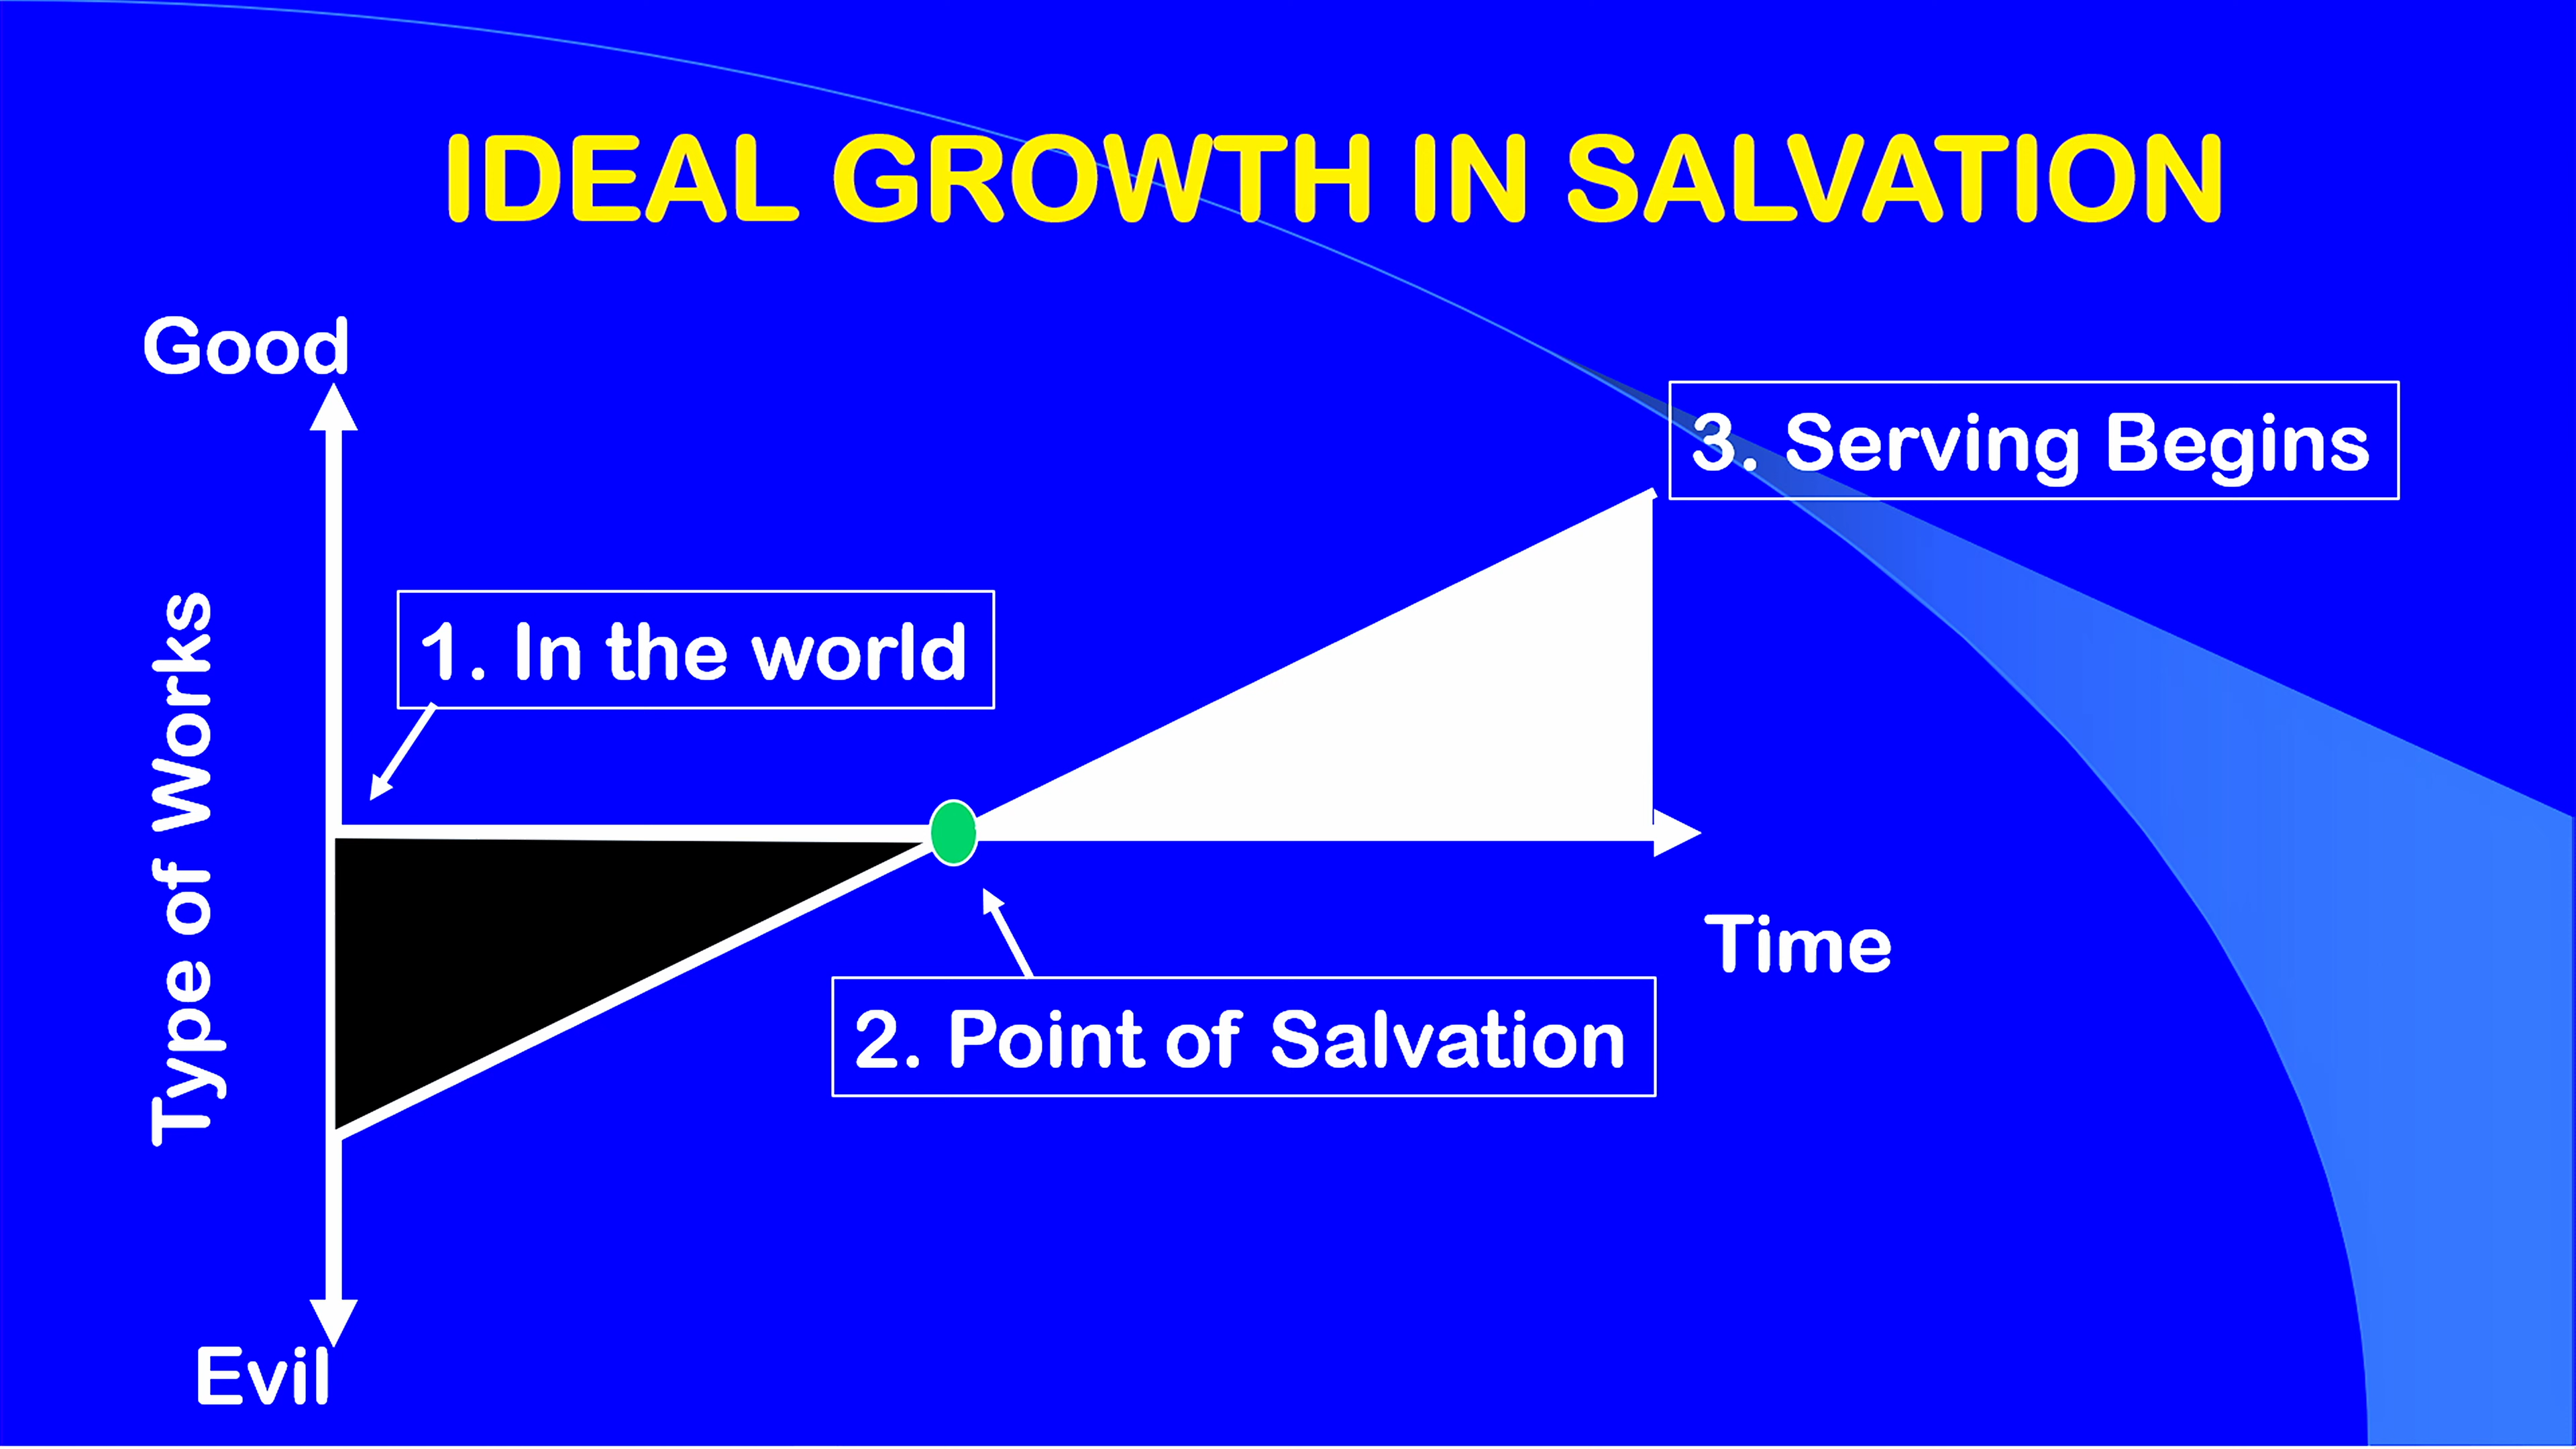 IDEAL GROWTH IN SALVATION
Good
3. Serving Begins
1. In the world
Type of Works
Time
2. Point of Salvation
Evil